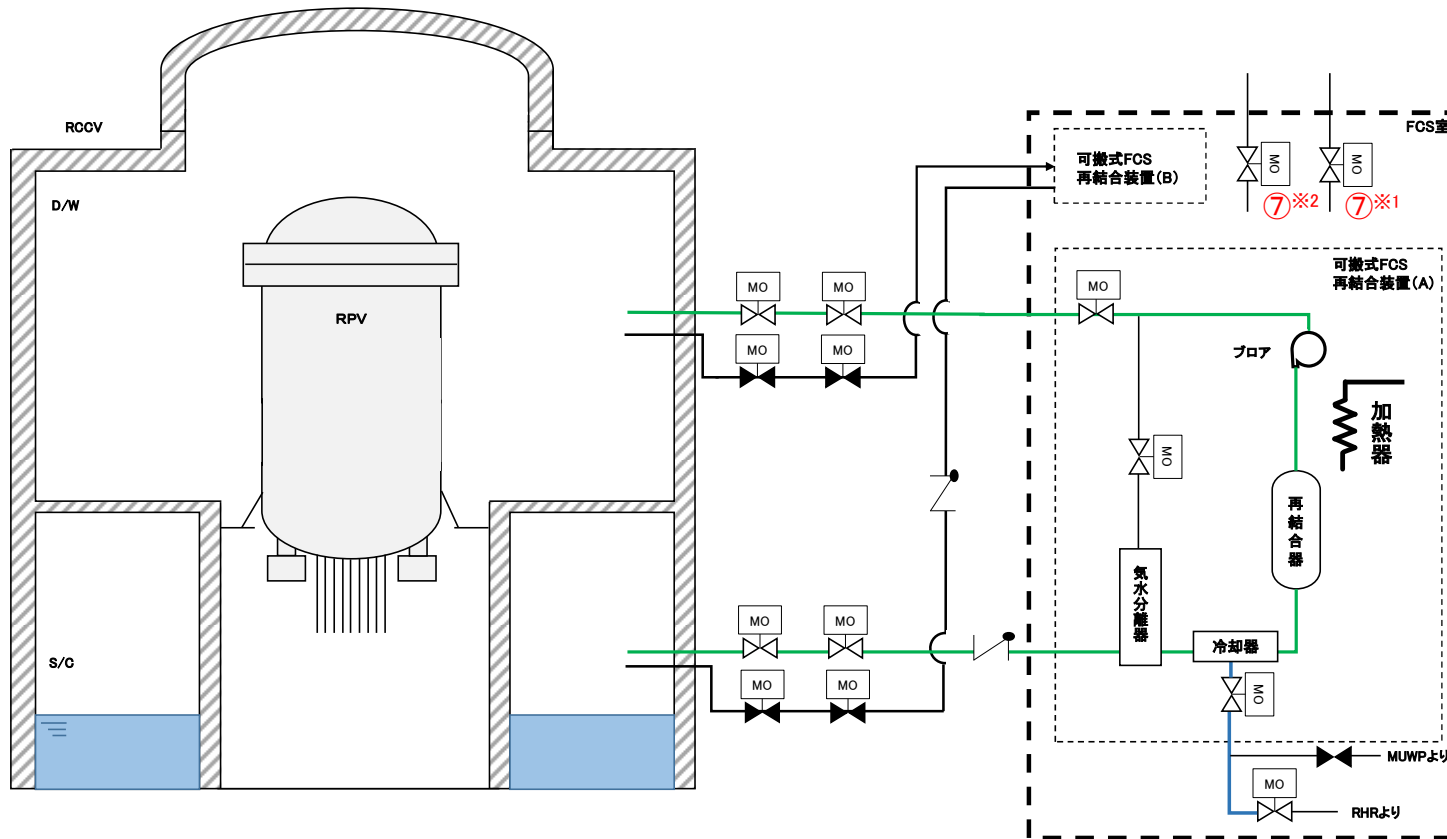 RCCV
FCS室
可搬式FCS
再結合装置(B)
MO
MO
⑦※2
⑦※1
D/W
可搬式FCS
再結合装置(A)
MO
MO
MO
RPV
MO
MO
ブロア
加熱器
MO
再結合器
気水分離器
MO
MO
冷却器
S/C
MO
MO
MO
MUWPより
MO
RHRより